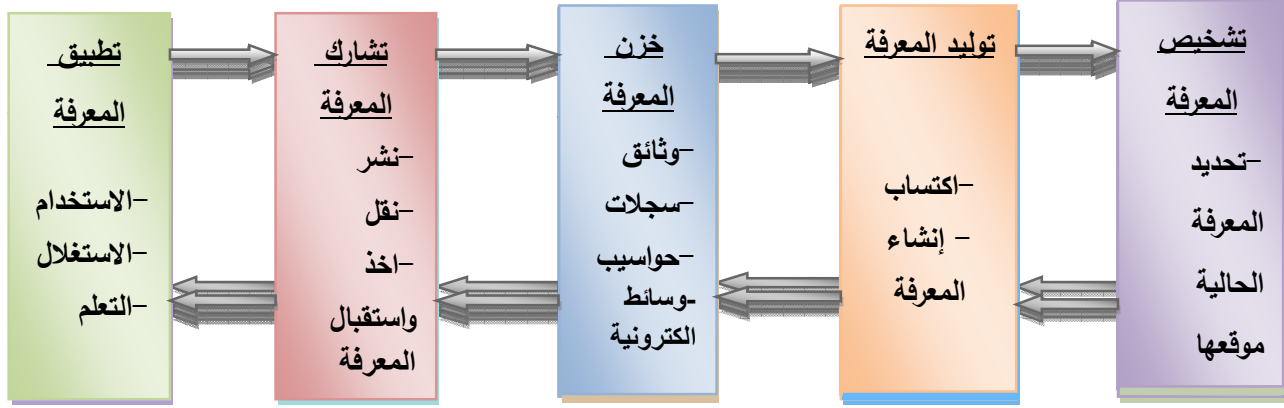 تشخيص
المعرفة
-تحديد
المعرفة
الحالية
موقعها
توليد المعرفة
-اكتساب
- إنشاء
المعرفة
خزن
المعرفة
-وثائق
-سجلات
-حواسيب
-وسائط
الكترونية
تشارك
المعرفة
-نشر
-نقل
-اخذ
واستقبال
المعرفة
تطبيق
المعرفة
-الاستخدام
-الاستغلال
-التعلم